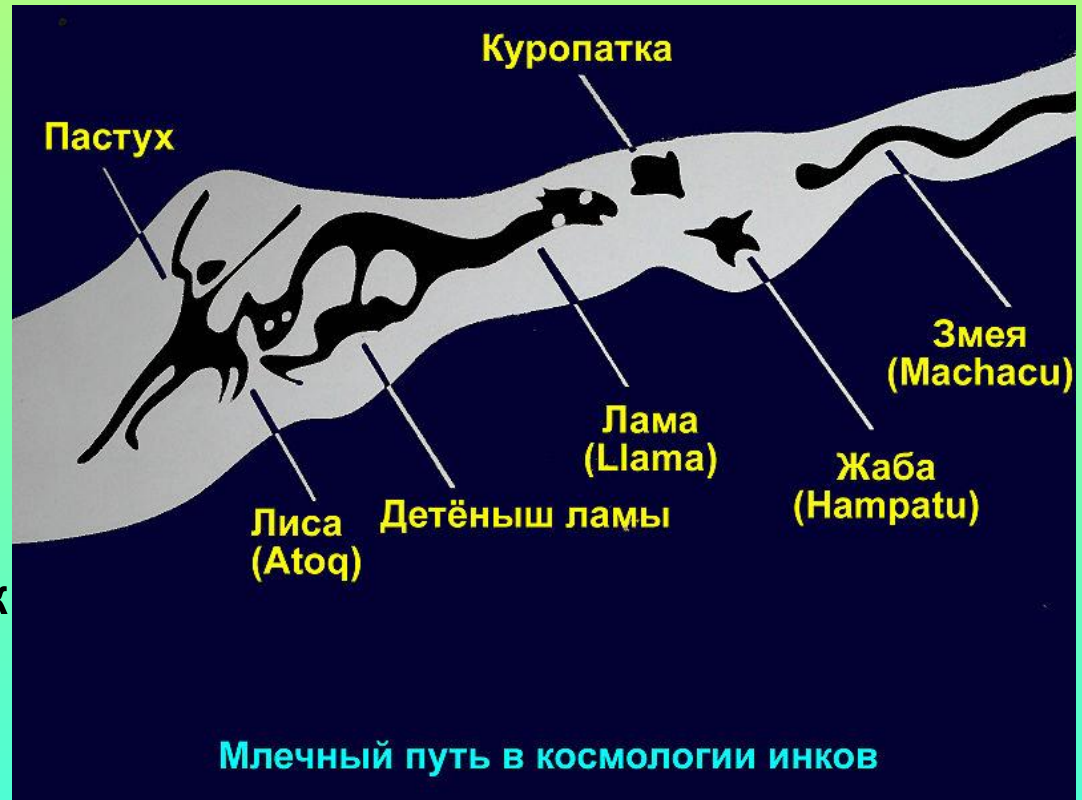 Куропатка
Пастух
Змея
(Machacu)
Лама
(Llama)
Жаба
(Hampatu)
Детёныш ламы
Лиса
(Atoq)
к
Млечный путь в космологии инков